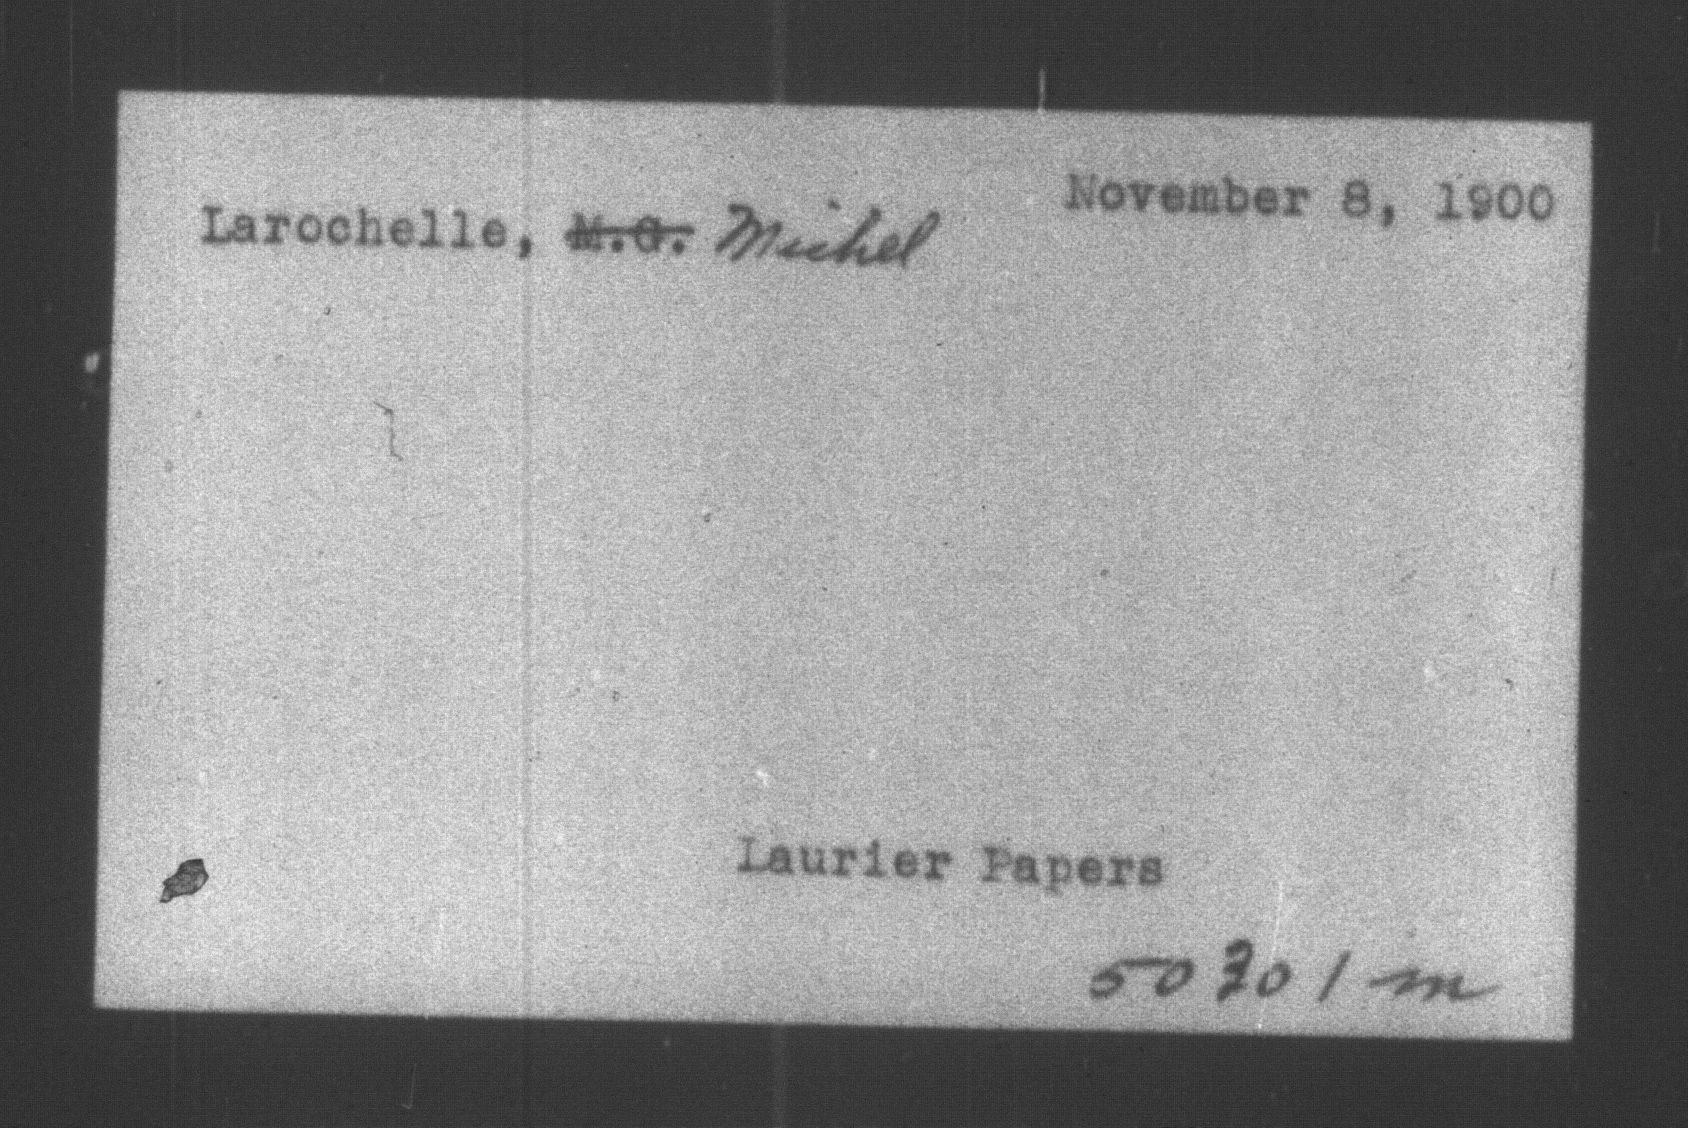 November 8, 1900
Larochelle, M.G. Michel
Laurier Papers
50301 m